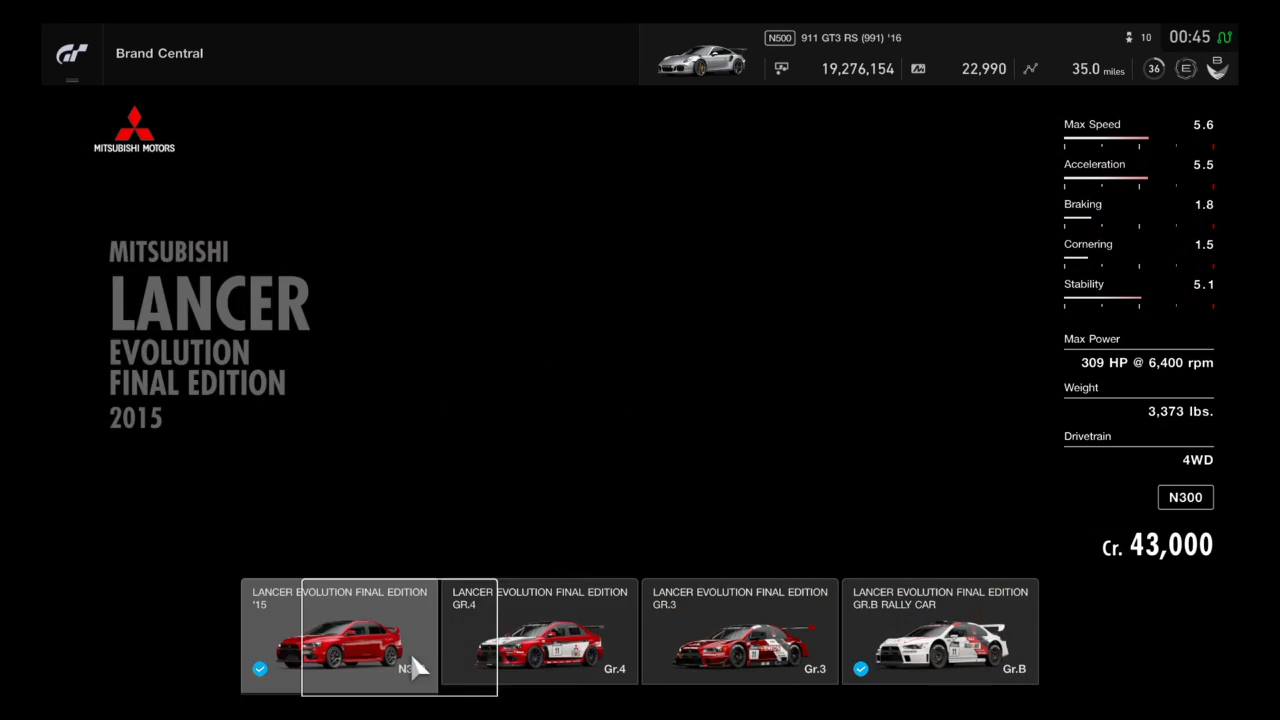 Brand Central
N500 911 GT3 RS (991) '16
10 00:45
19,276,154 22,990 35.0 miles 36 E B
MITSUBISHI MOTORS
MITSUBISHI
LANCER
EVOLUTION
FINAL EDITION
2015
Max Speed 5.6
Acceleration 5.5
Braking 1.8
Cornering 1.5
Stability 5.1
Max Power
309 HP @ 6,400 rpm
Weight
3,373 lbs.
Drivetrain
4WD
N300
Cr. 43,000
LANCER EVOLUTION FINAL EDITION
'15
LANCER EVOLUTION FINAL EDITION
GR.4
Gr.4
LANCER EVOLUTION FINAL EDITION
GR.3
Gr.3
LANCER EVOLUTION FINAL EDITION
GR.B RALLY CAR
Gr.B